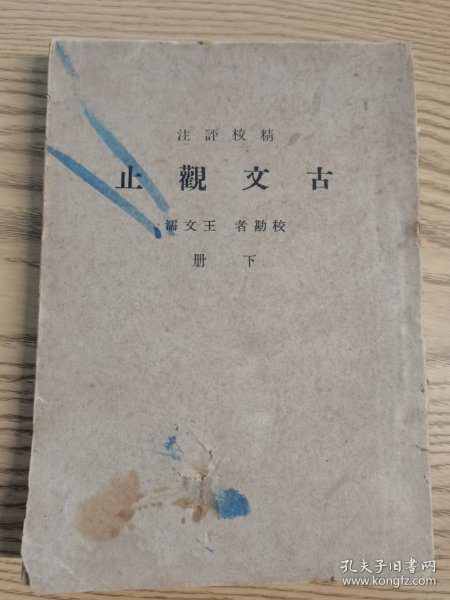 精校評注
古文觀止
校勘者 王文濡
下册
孔夫子旧书网
www.kongfz.com